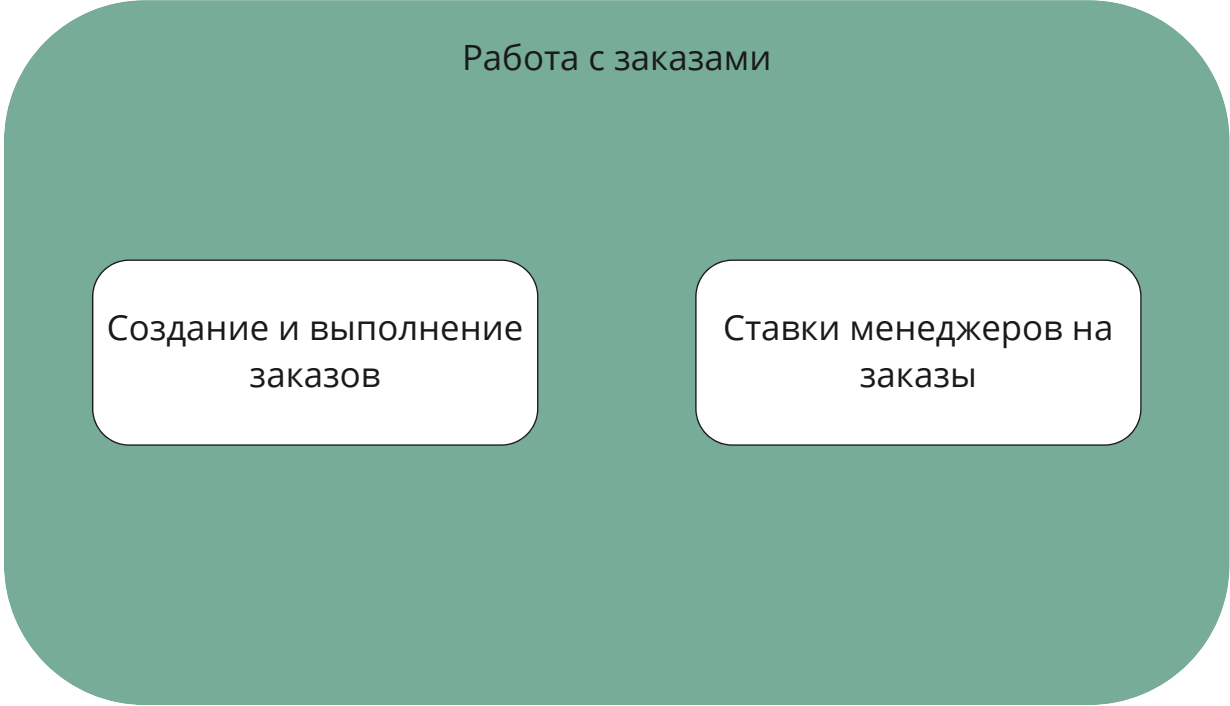 Работа с заказами
Создание и выполнение
заказов
Ставки менеджеров на
заказы